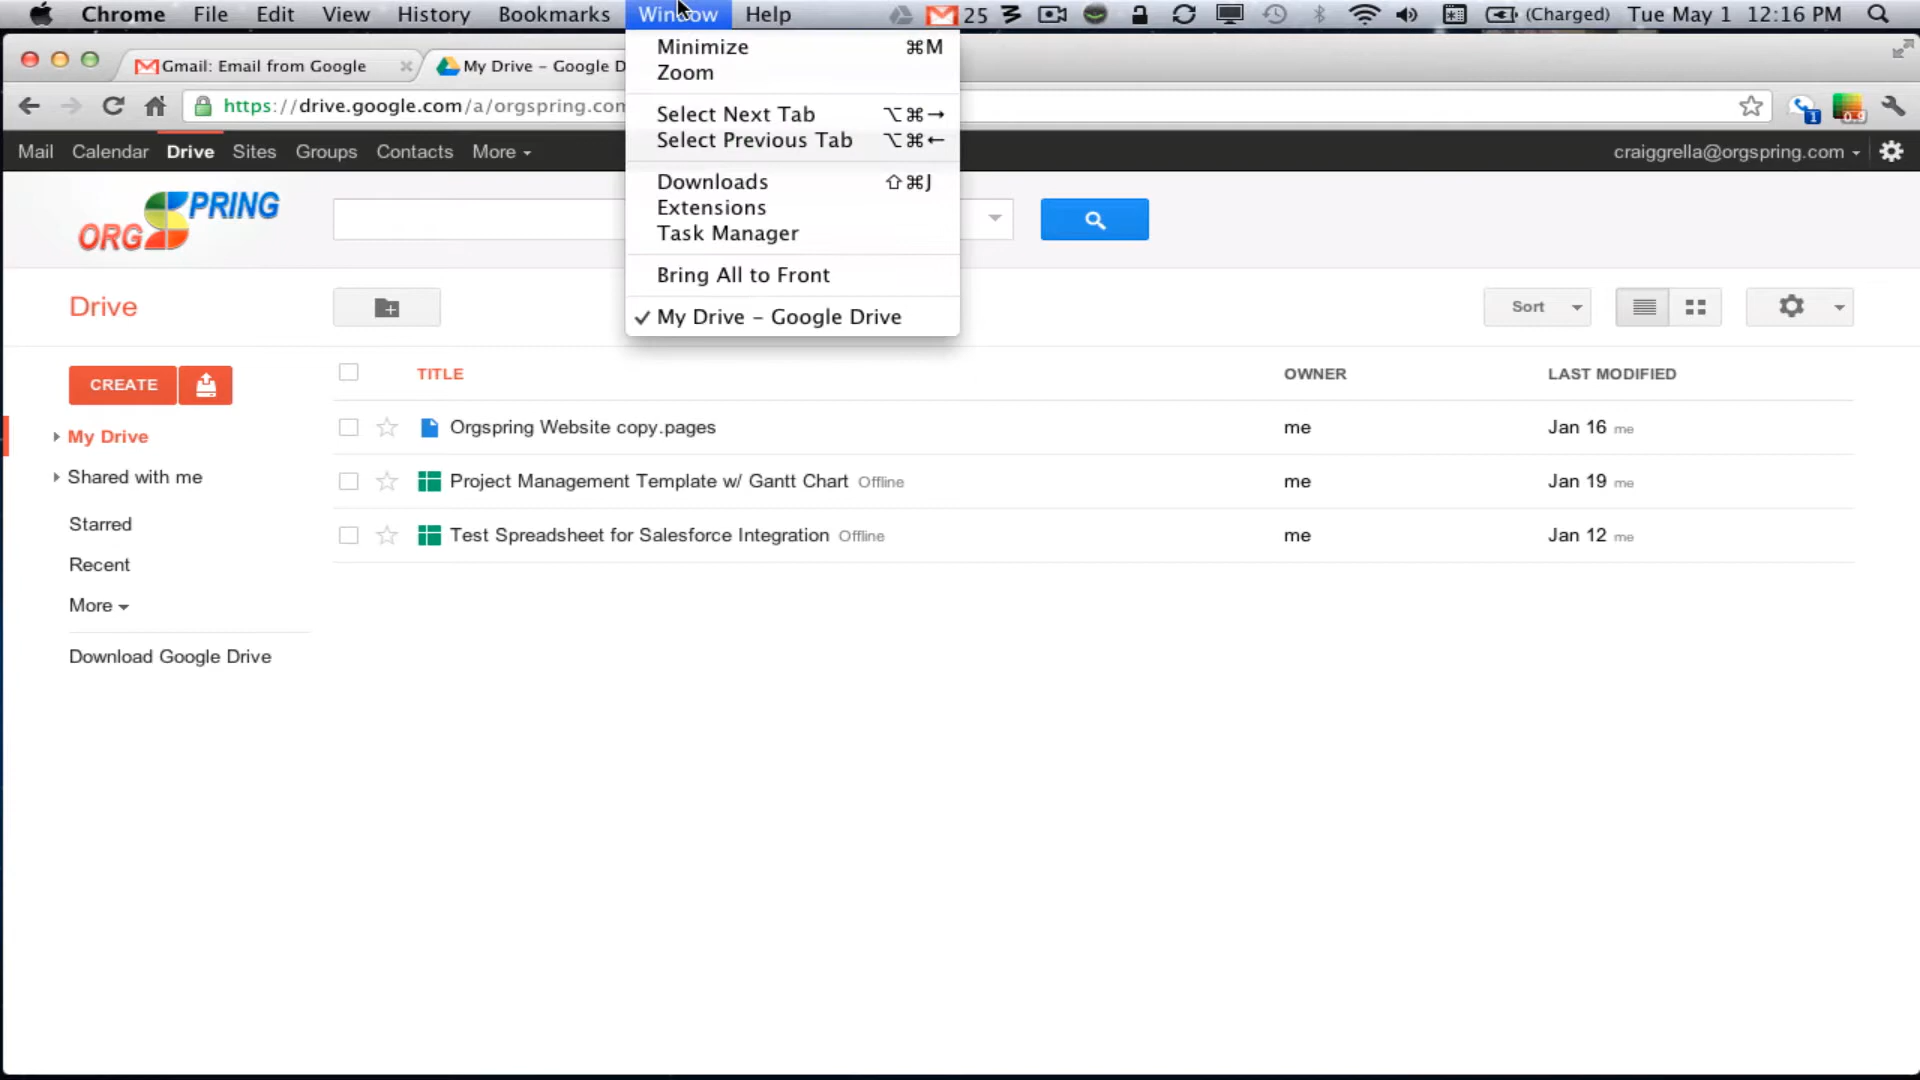 Chrome File Edit View History Bookmarks Window Help 25 (Charged) Tue May 1 12:16 PM
Minimize ⌘M
Zoom
Select Next Tab ⌥⌘→
Select Previous Tab ⌥⌘←
Downloads ⇧⌘J
Extensions
Task Manager
Bring All to Front
✓ My Drive – Google Drive
Gmail: Email from Google
My Drive – Google D
https://drive.google.com/a/orgspring.com
1
0.9
Mail Calendar Drive Sites Groups Contacts More craiggrella@orgspring.com
ORGSPRING
Drive
Sort
CREATE
My Drive
Shared with me
Starred
Recent
More
Download Google Drive
TITLE OWNER LAST MODIFIED
Orgspring Website copy.pages me Jan 16 me
Project Management Template w/ Gantt Chart Offline me Jan 19 me
Test Spreadsheet for Salesforce Integration Offline me Jan 12 me